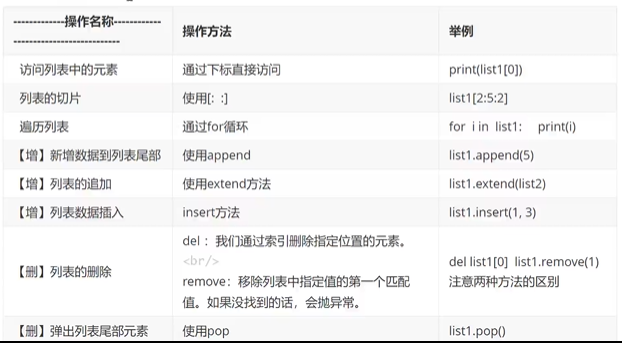 ------------操作名称------------ 操作方法 举例
--------------------------
访问列表中的元素 通过下标直接访问 print(list1[0])
列表的切片 使用[: :] list1[2:5:2]
遍历列表 通过for循环 for i in list1: print(i)
【增】新增数据到列表尾部 使用append list1.append(5)
【增】列表的追加 使用extend方法 list1.extend(list2)
【增】列表数据插入 insert方法 list1.insert(1, 3)
【删】列表的删除
del ：我们通过索引删除指定位置的元素。
<br/>
remove：移除列表中指定值的第一个匹配
值。如果没找到的话，会抛异常。
del list1[0] list1.remove(1)
注意两种方法的区别
【删】弹出列表尾部元素 使用pop list1.pop()